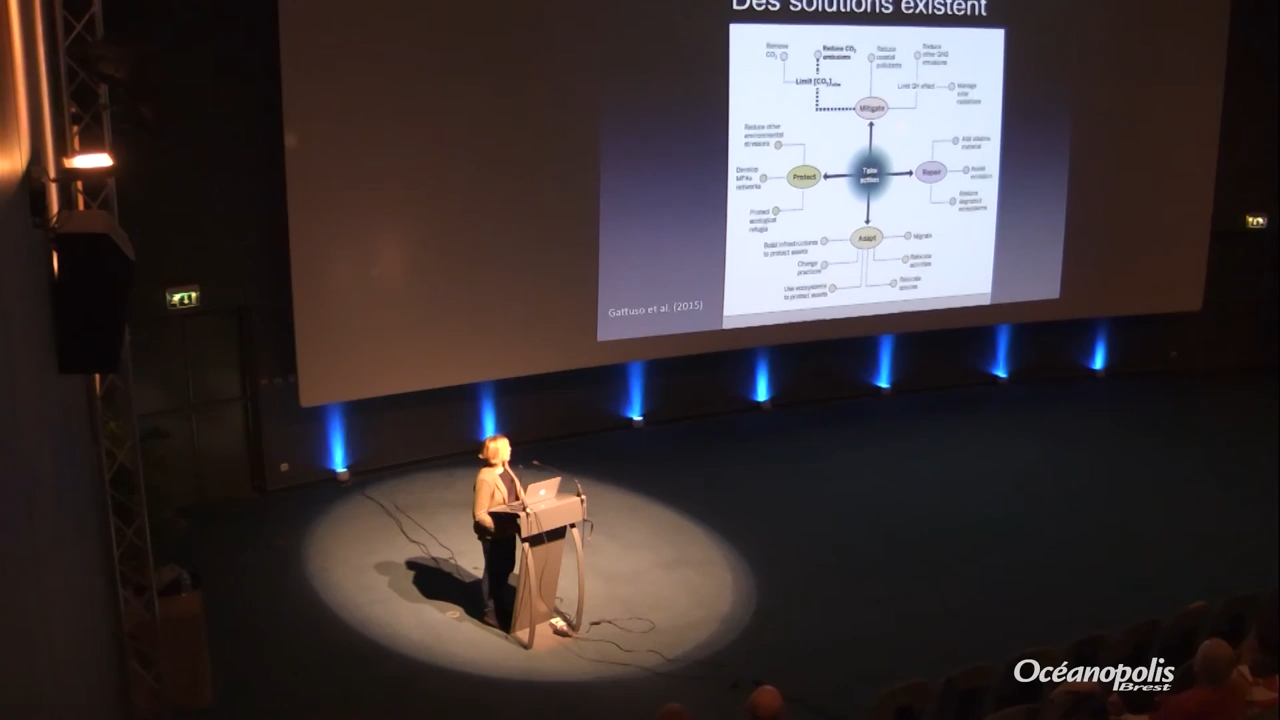 Des solutions existent
Remove
CO2
Reduce CO2
emissions
Reduce
coastal
pollutants
Reduce
other GHG
emissions
Limit [CO2]
Limit GH effect
Manage
solar
radiations
Mitigate
Reduce other
environmental
stressors
Develop
MPAs
networks
Protect
ecological
refugia
Protect
Take
action
Repair
Add alkaline
material
Assist
evolution
Restore
degraded
ecosystems
Adapt
Build infrastructures
to protect assets
Change
practices
Use ecosystems
to protect assets
Migrate
Relocate
activities
Relocate
species
Gattuso et al. (2015)
Océanopolis
Brest